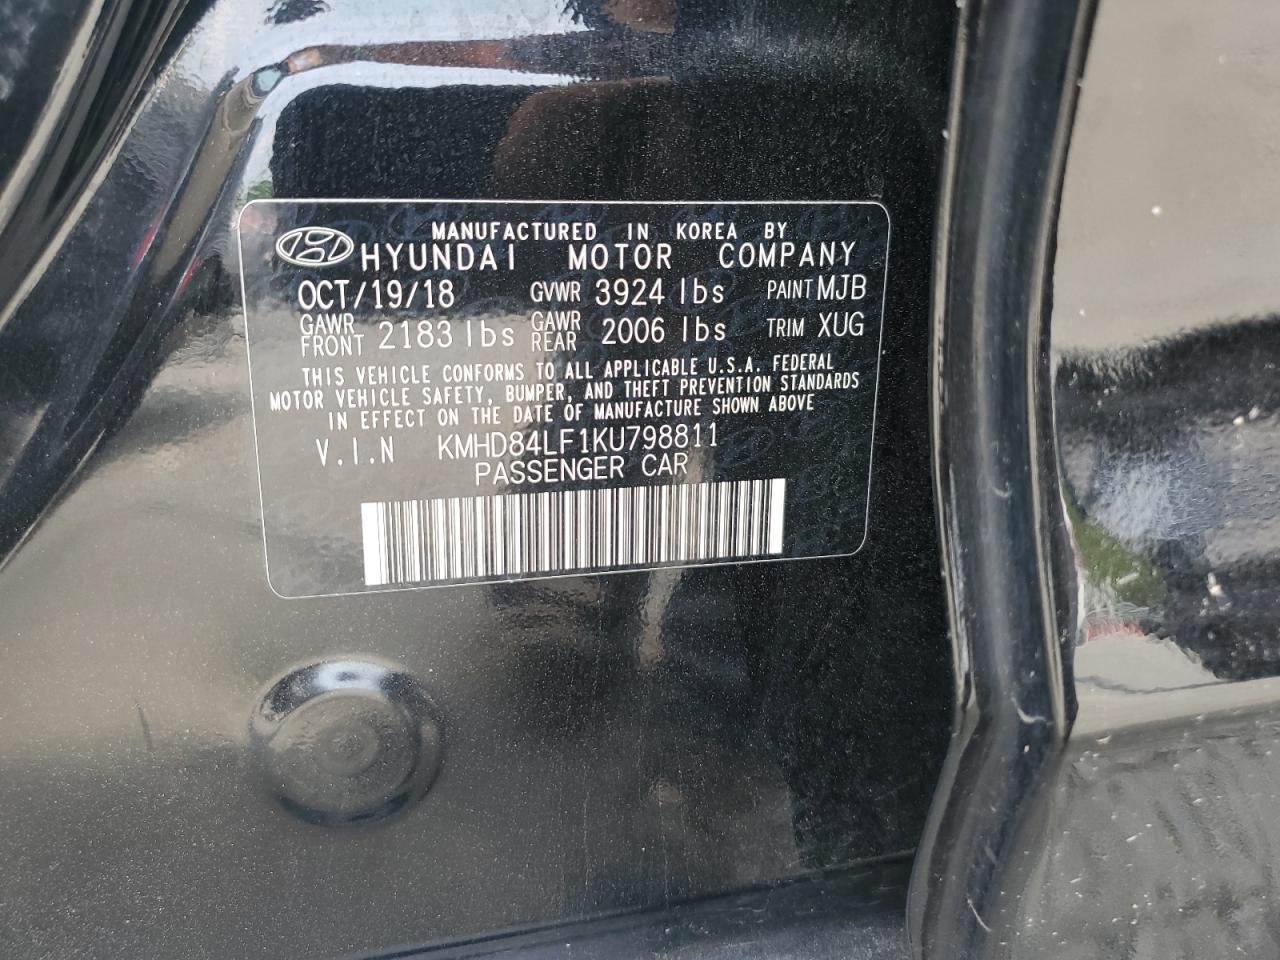 MANUFACTURED IN KOREA BY
HYUNDAI MOTOR COMPANY
OCT/19/18 GVWR 3924 lbs PAINT MJB
GAWR FRONT 2183 lbs GAWR REAR 2006 lbs TRIM XUG
THIS VEHICLE CONFORMS TO ALL APPLICABLE U.S.A. FEDERAL
MOTOR VEHICLE SAFETY, BUMPER, AND THEFT PREVENTION STANDARDS
IN EFFECT ON THE DATE OF MANUFACTURE SHOWN ABOVE
V.I.N KMHD84LF1KU798811
PASSENGER CAR